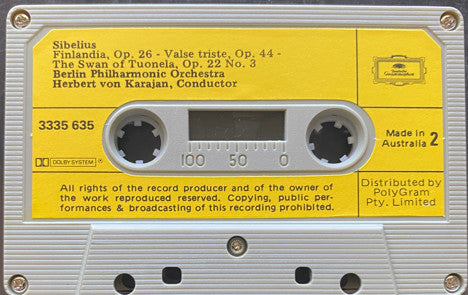 Sibelius
Finlandia, Op. 26 - Valse triste, Op. 44 -
The Swan of Tuonela, Op. 22 No. 3
Berlin Philharmonic Orchestra
Herbert von Karajan, Conductor
Deutsche
Grammophon
3335 635
100 50 0
Made in
Australia 2
DOLBY SYSTEM ®
All rights of the record producer and of the owner of
the work reproduced reserved. Copying, public per-
formances & broadcasting of this recording prohibited.
Distributed by
PolyGram
Pty. Limited